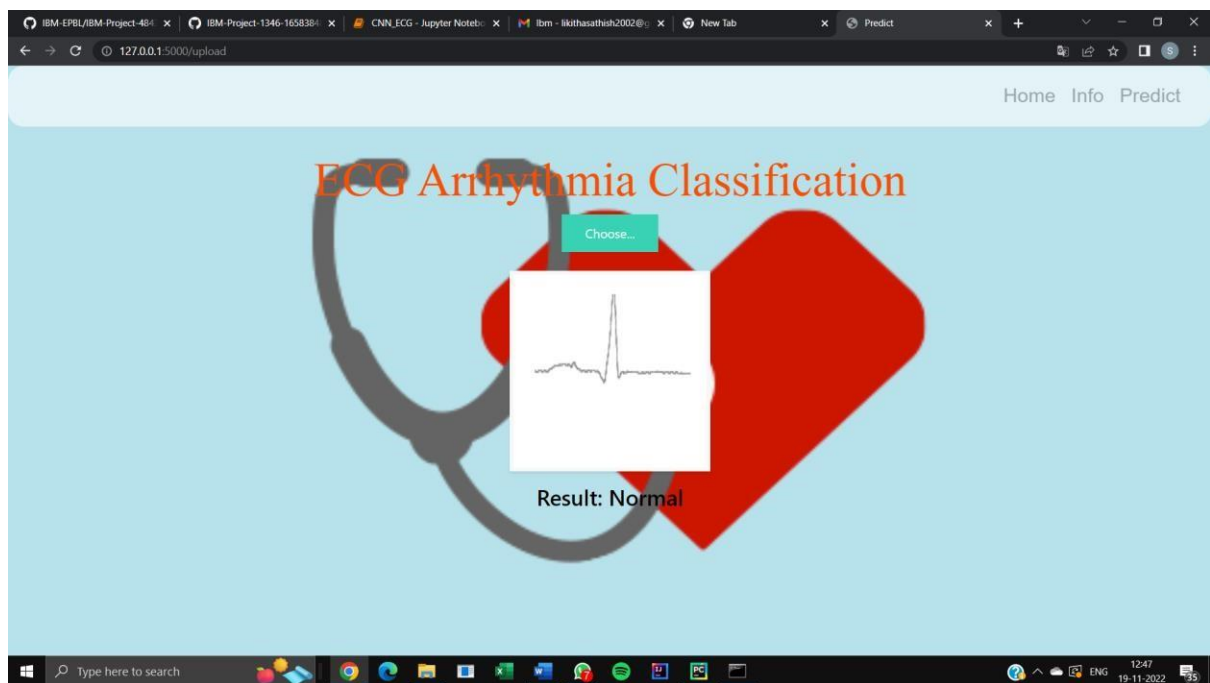 IBM-EPBL/IBM-Project-484
IBM-Project-1346-1658384
CNN_ECG - Jupyter Notebo
Ibm - likithasathish2002@g
New Tab
Predict
127.0.0.1:5000/upload
S
Home Info Predict
ECG Arrhythmia Classification
Choose...
Result: Normal
Type here to search
ENG
12:47
19-11-2022
35